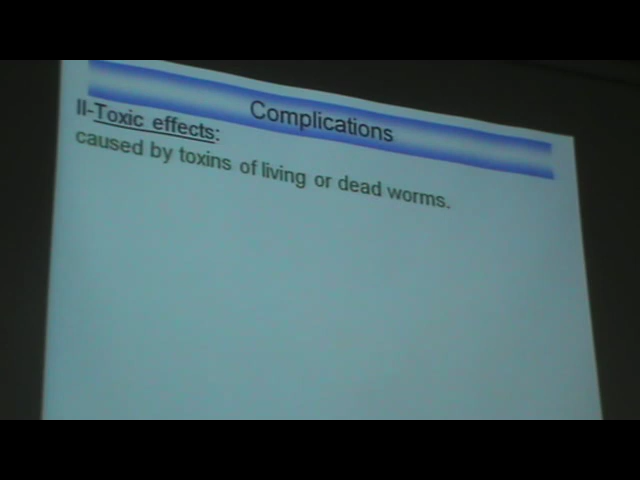 Complications
II-Toxic effects:
caused by toxins of living or dead worms.